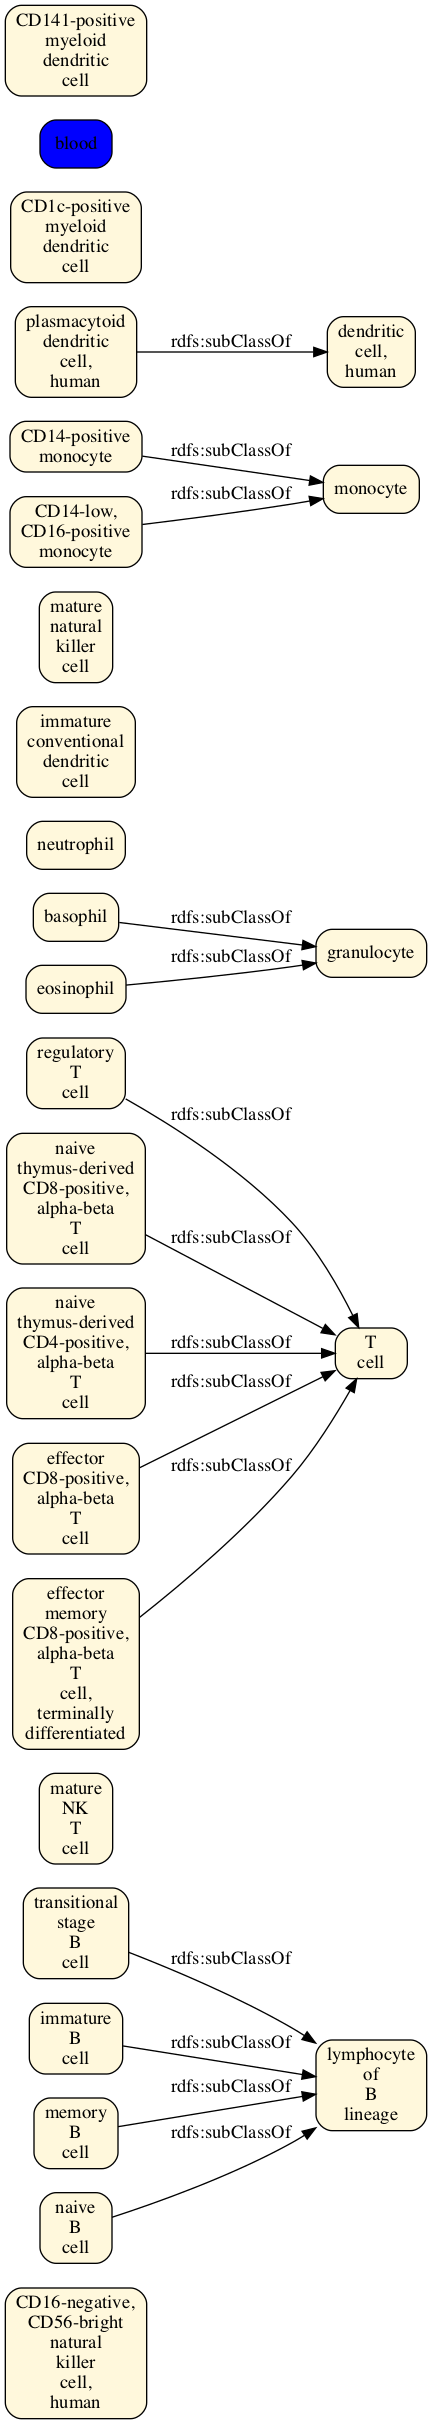 CD141-positive
myeloid
dendritic
cell
blood
CD1c-positive
myeloid
dendritic
cell
plasmacytoid
dendritic
cell,
human
rdfs:subClassOf
dendritic
cell,
human
CD14-positive
monocyte
rdfs:subClassOf
monocyte
CD14-low,
CD16-positive
monocyte
rdfs:subClassOf
mature
natural
killer
cell
immature
conventional
dendritic
cell
neutrophil
basophil
rdfs:subClassOf
granulocyte
eosinophil
rdfs:subClassOf
regulatory
T
cell
rdfs:subClassOf
naive
thymus-derived
CD8-positive,
alpha-beta
T
cell
rdfs:subClassOf
naive
thymus-derived
CD4-positive,
alpha-beta
T
cell
rdfs:subClassOf
T
cell
effector
CD8-positive,
alpha-beta
T
cell
rdfs:subClassOf
effector
memory
CD8-positive,
alpha-beta
T
cell,
terminally
differentiated
rdfs:subClassOf
mature
NK
T
cell
transitional
stage
B
cell
rdfs:subClassOf
immature
B
cell
rdfs:subClassOf
lymphocyte
of
B
lineage
memory
B
cell
rdfs:subClassOf
naive
B
cell
rdfs:subClassOf
CD16-negative,
CD56-bright
natural
killer
cell,
human